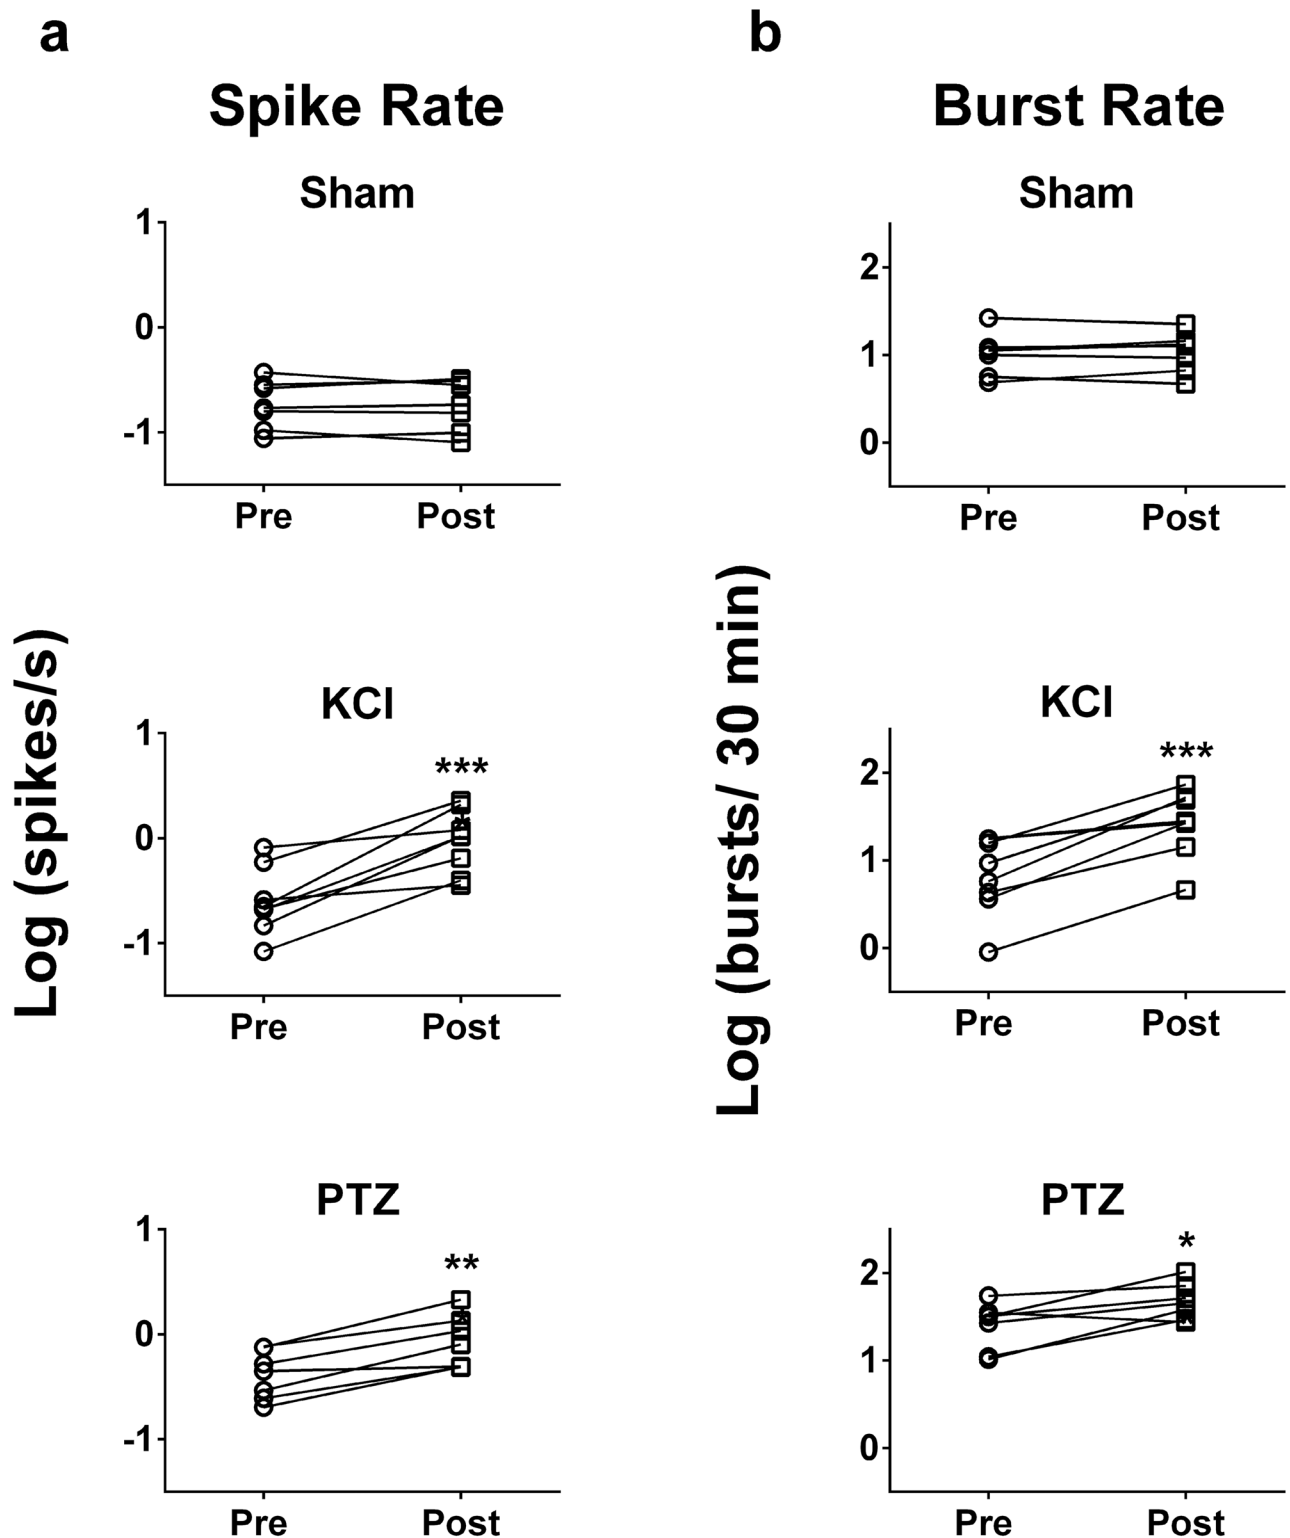 a
Spike Rate
Sham
1
0
-1
Pre Post
Log (spikes/s)
KCl
1
***
0
-1
Pre Post
PTZ
1
**
0
-1
Pre Post
b
Burst Rate
Sham
2
1
0
Pre Post
Log (bursts/ 30 min)
KCl
***
2
1
0
Pre Post
PTZ
*
2
1
0
Pre Post